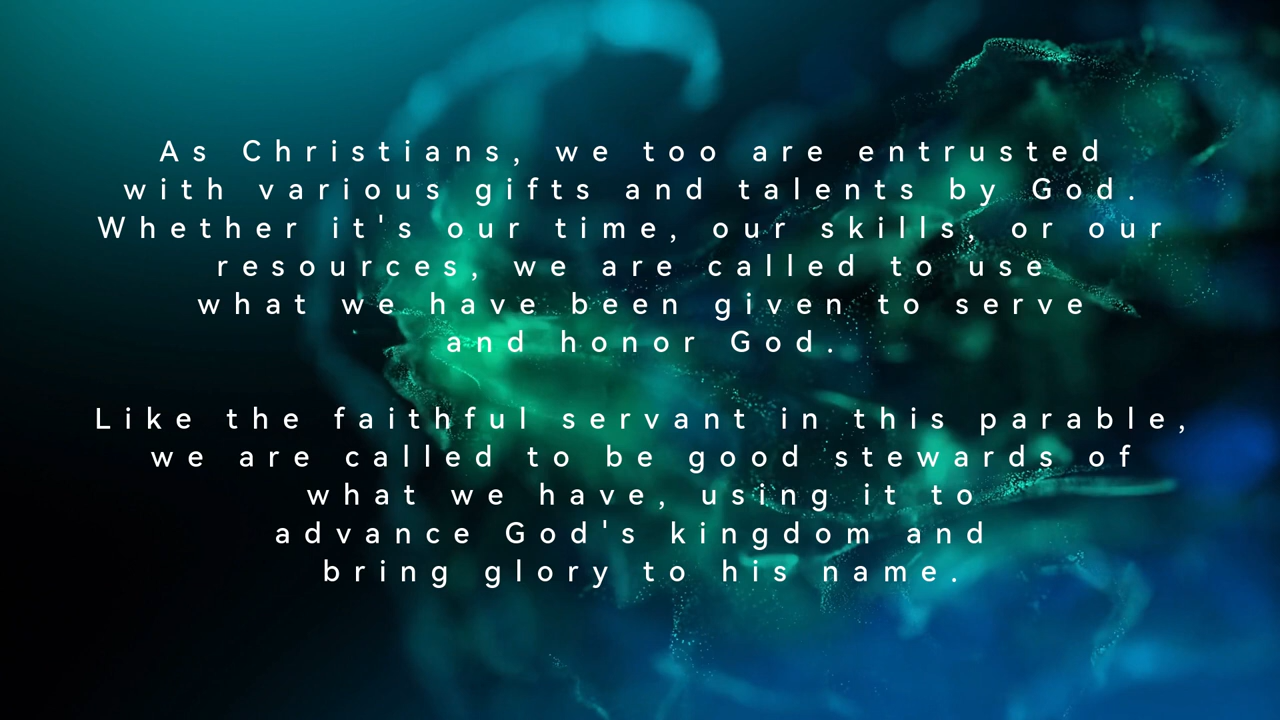 As Christians, we too are entrusted
with various gifts and talents by God.
Whether it's our time, our skills, or our
resources, we are called to use
what we have been given to serve
and honor God.
Like the faithful servant in this parable,
we are called to be good stewards of
what we have, using it to
advance God's kingdom and
bring glory to his name.